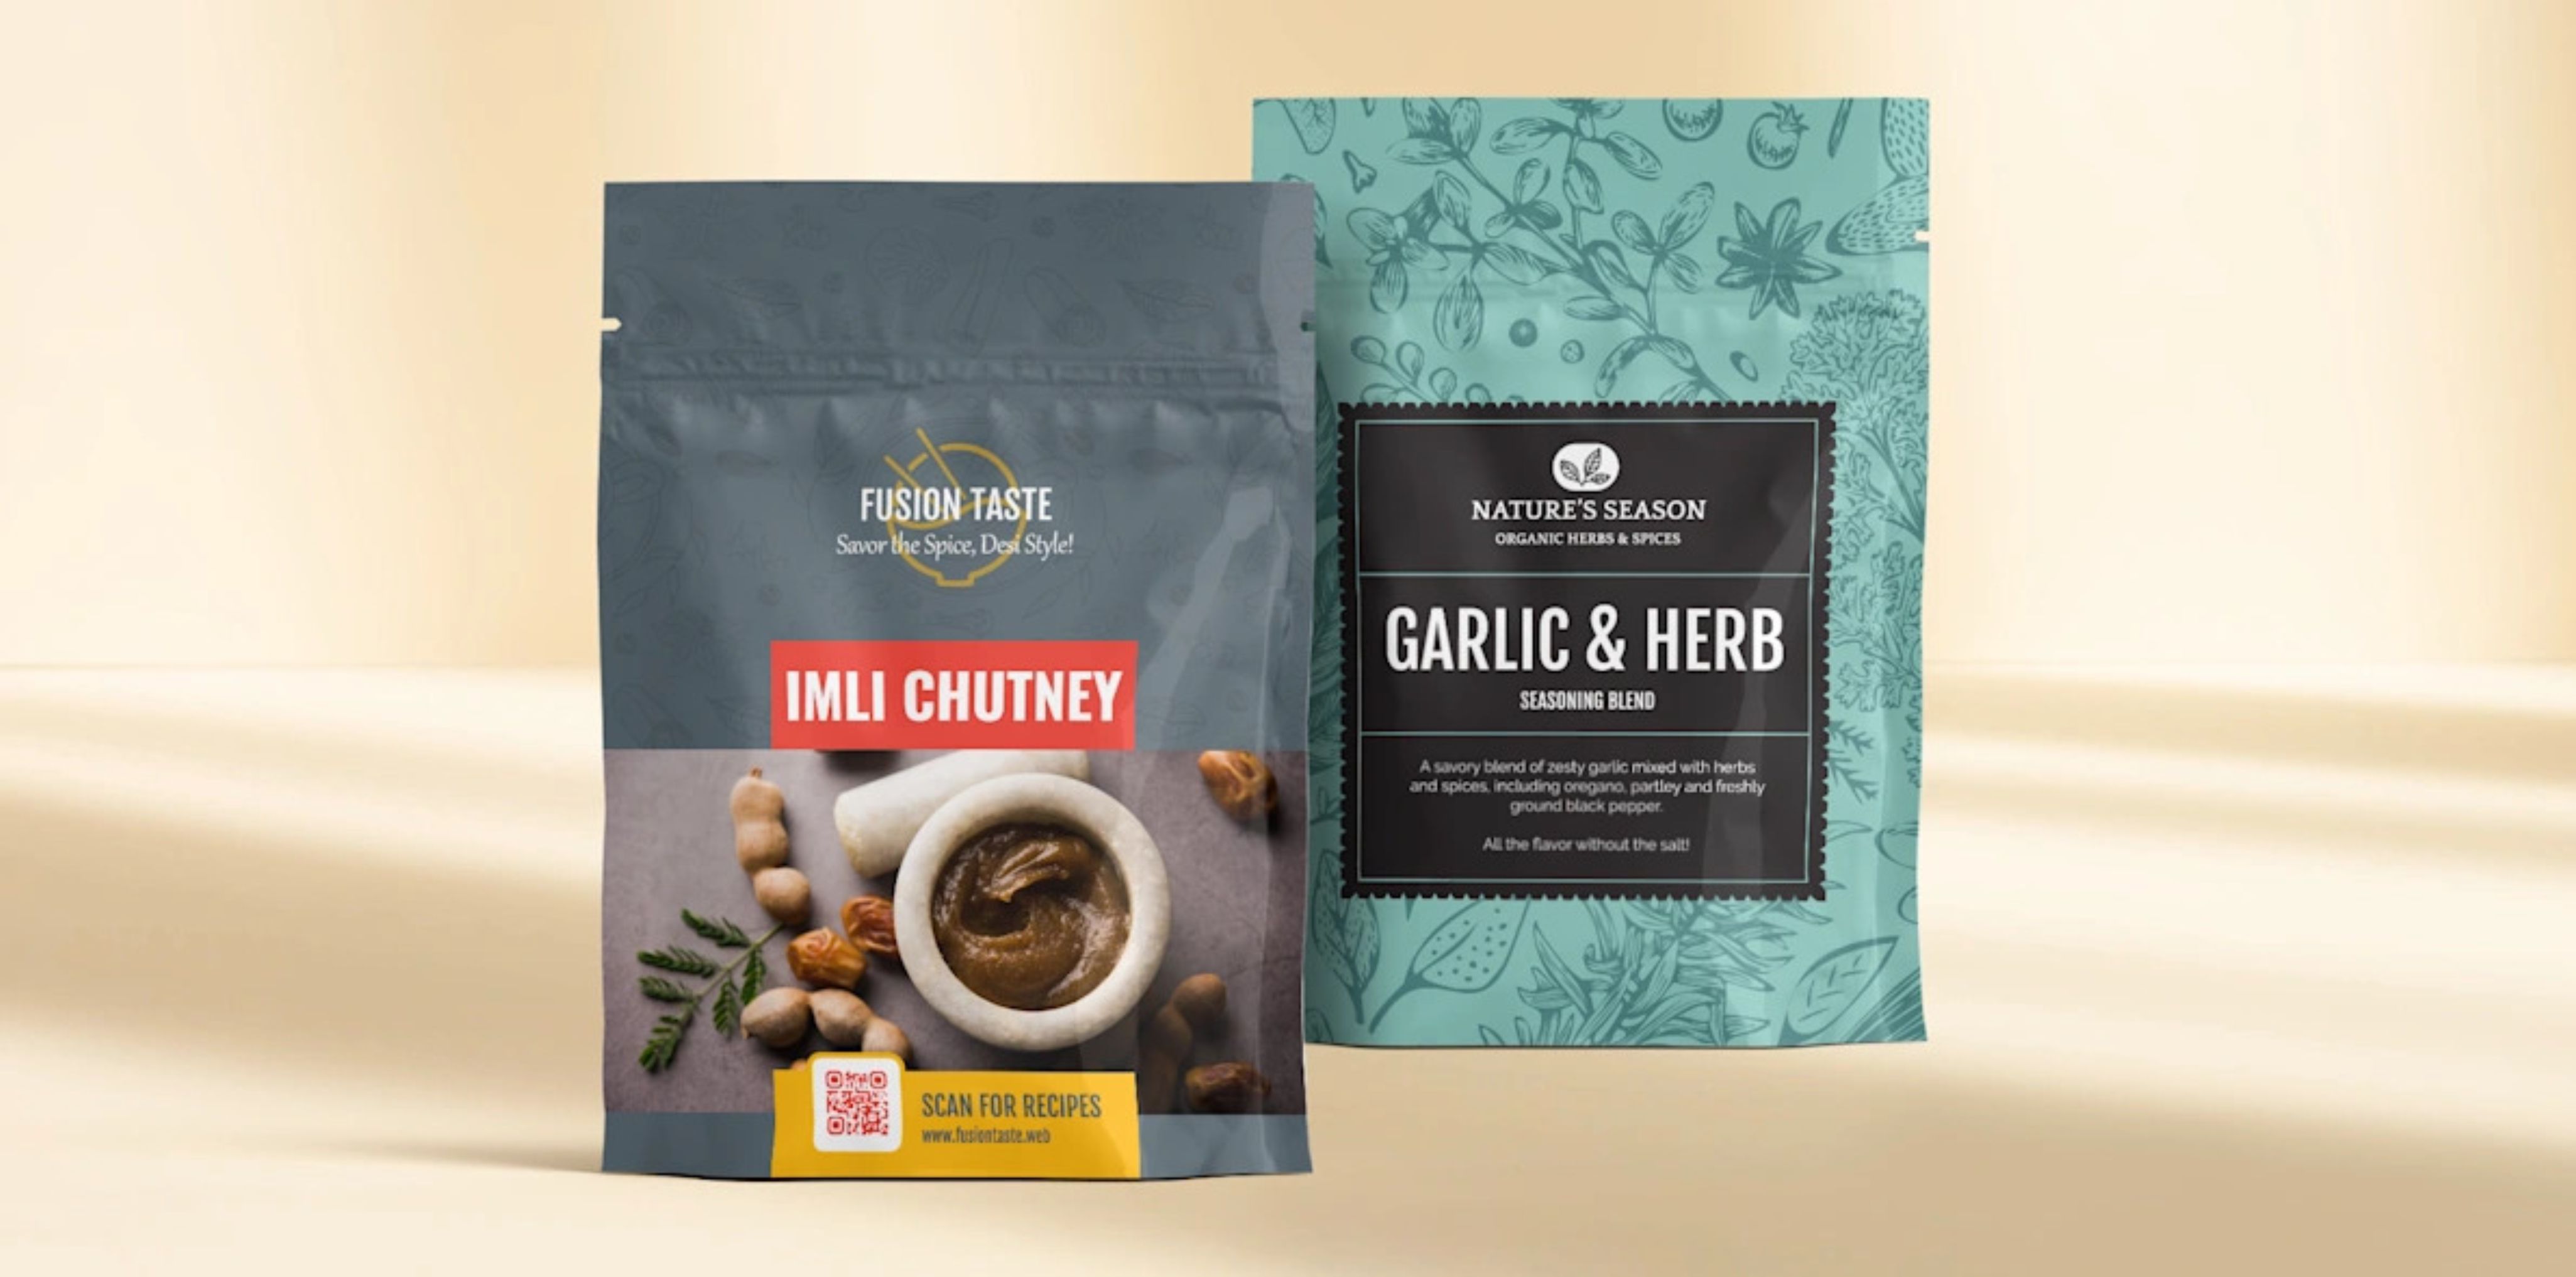 FUSION TASTE
Savor the Spice, Desi Style!
IMLI CHUTNEY
SCAN FOR RECIPES
www.fusiontaste.web
NATURE'S SEASON
ORGANIC HERBS & SPICES
GARLIC & HERB
SEASONING BLEND
A savory blend of zesty garlic mixed with herbs
and spices, including oregano, partley and freshly
ground black pepper.
All the flavor without the salt!